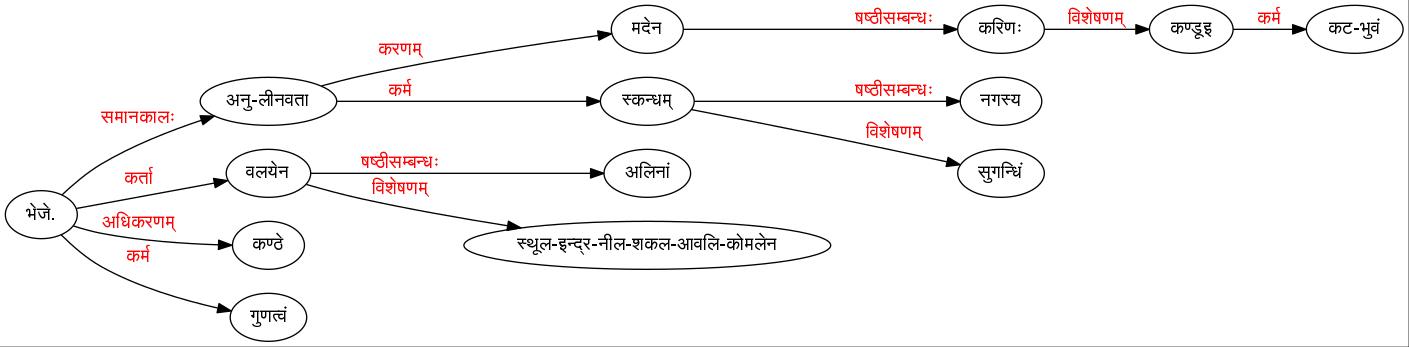 षष्ठीसम्बन्धः विशेषणम् कर्म
मदेन करिणः कण्डूइ कट-भुवं
करणम्
कर्म षष्ठीसम्बन्धः
अनु-लीनवता स्कन्धम् नगस्य
समानकालः विशेषणम्
षष्ठीसम्बन्धः
कर्ता वलयेन अलिनां सुगन्धिं
विशेषणम्
भेजे.
अधिकरणम्
कण्ठे स्थूल-इन्द्र-नील-शकल-आवलि-कोमलेन
कर्म
गुणत्वं